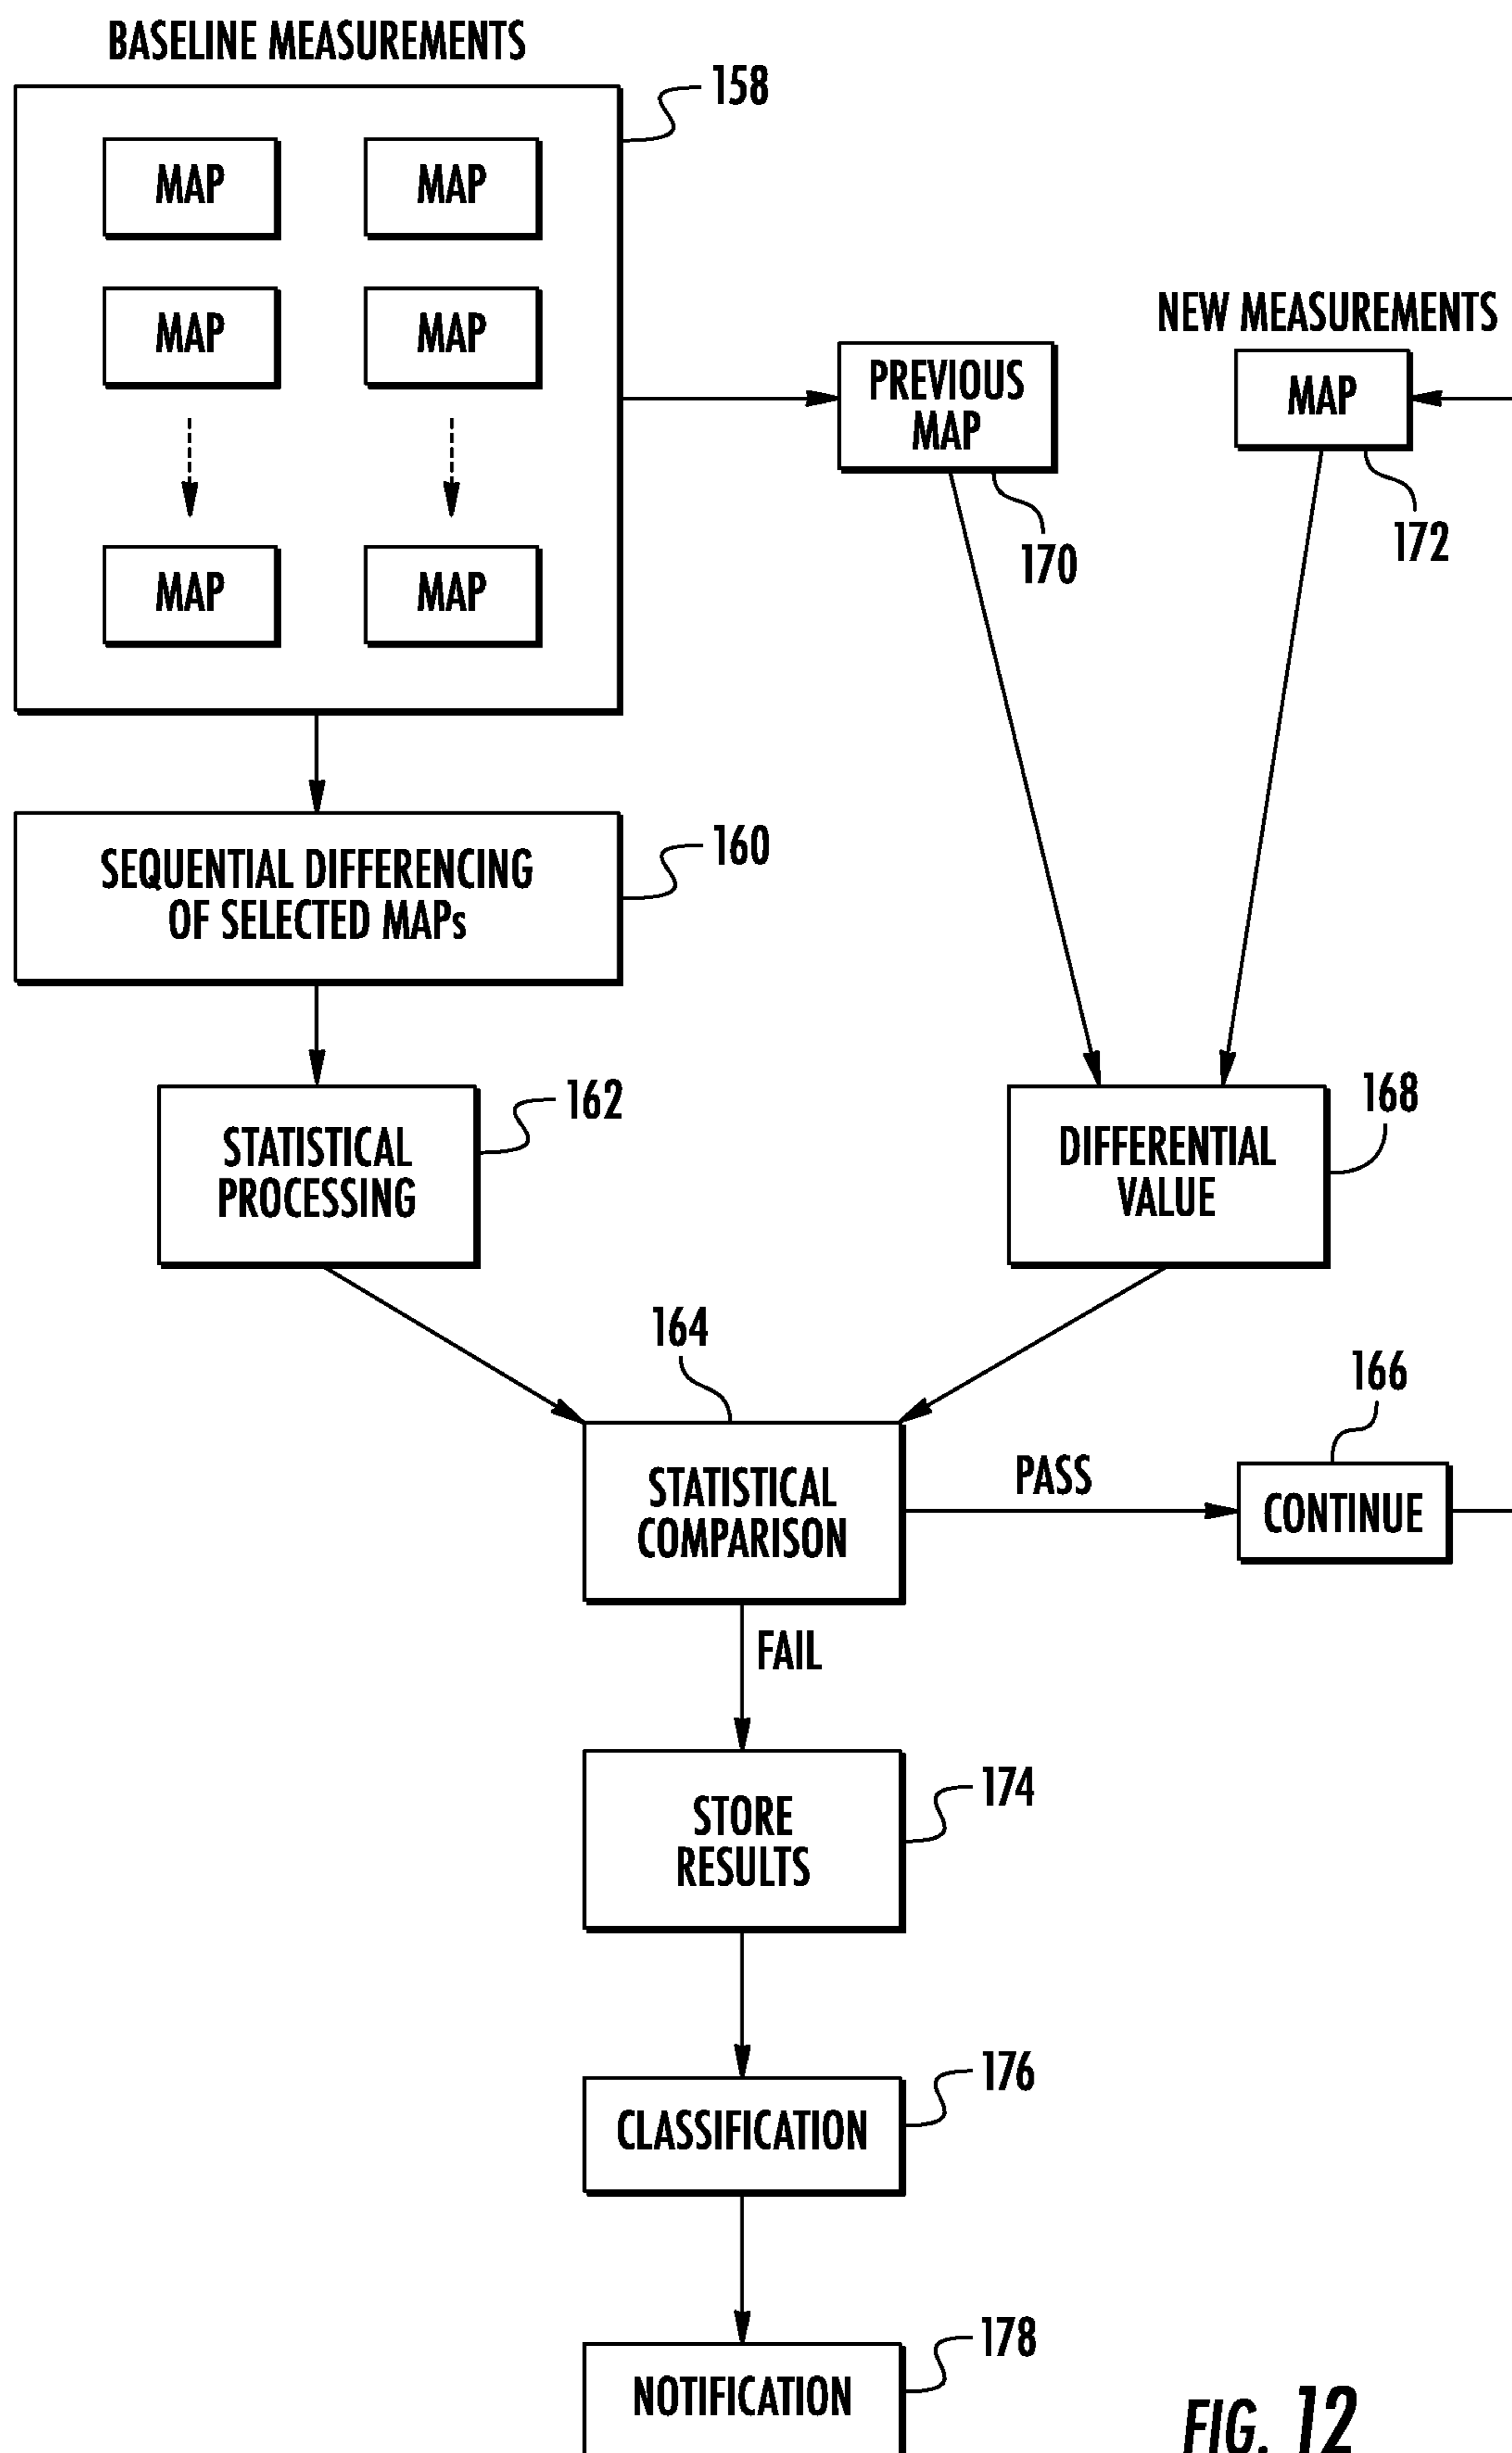 BASELINE MEASUREMENTS
158
MAP
MAP
MAP
MAP
MAP
MAP
NEW MEASUREMENTS
PREVIOUS
MAP
170
MAP
172
SEQUENTIAL DIFFERENCING
OF SELECTED MAPs
160
STATISTICAL
PROCESSING
162
DIFFERENTIAL
VALUE
168
164
STATISTICAL
COMPARISON
PASS
166
CONTINUE
FAIL
STORE
RESULTS
174
CLASSIFICATION
176
NOTIFICATION
178
FIG. 12